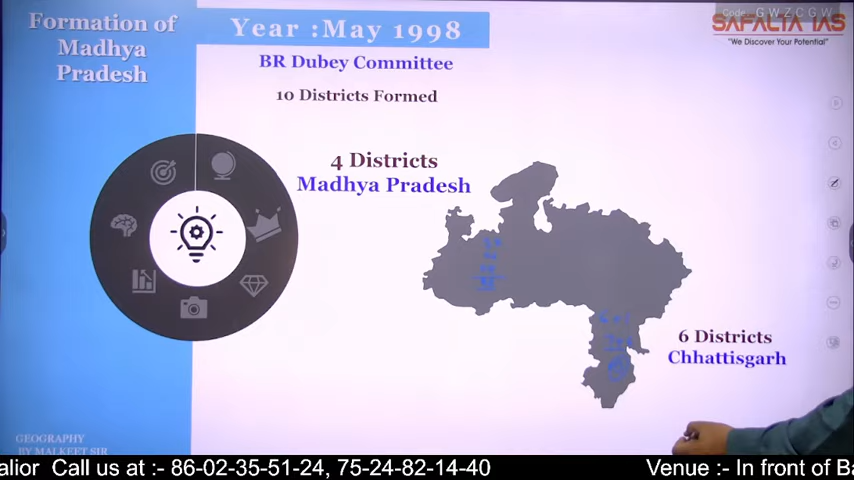 Formation of
Madhya
Pradesh
Year :May 1998
Code: GWZCGW
SAFALTA IAS
"We Discover Your Potential"
BR Dubey Committee
10 Districts Formed
4 Districts
Madhya Pradesh
6 Districts
Chhattisgarh
GEOGRAPHY
BY MALKEET SIR
alior Call us at :- 86-02-35-51-24, 75-24-82-14-40
Venue :- In front of Ba